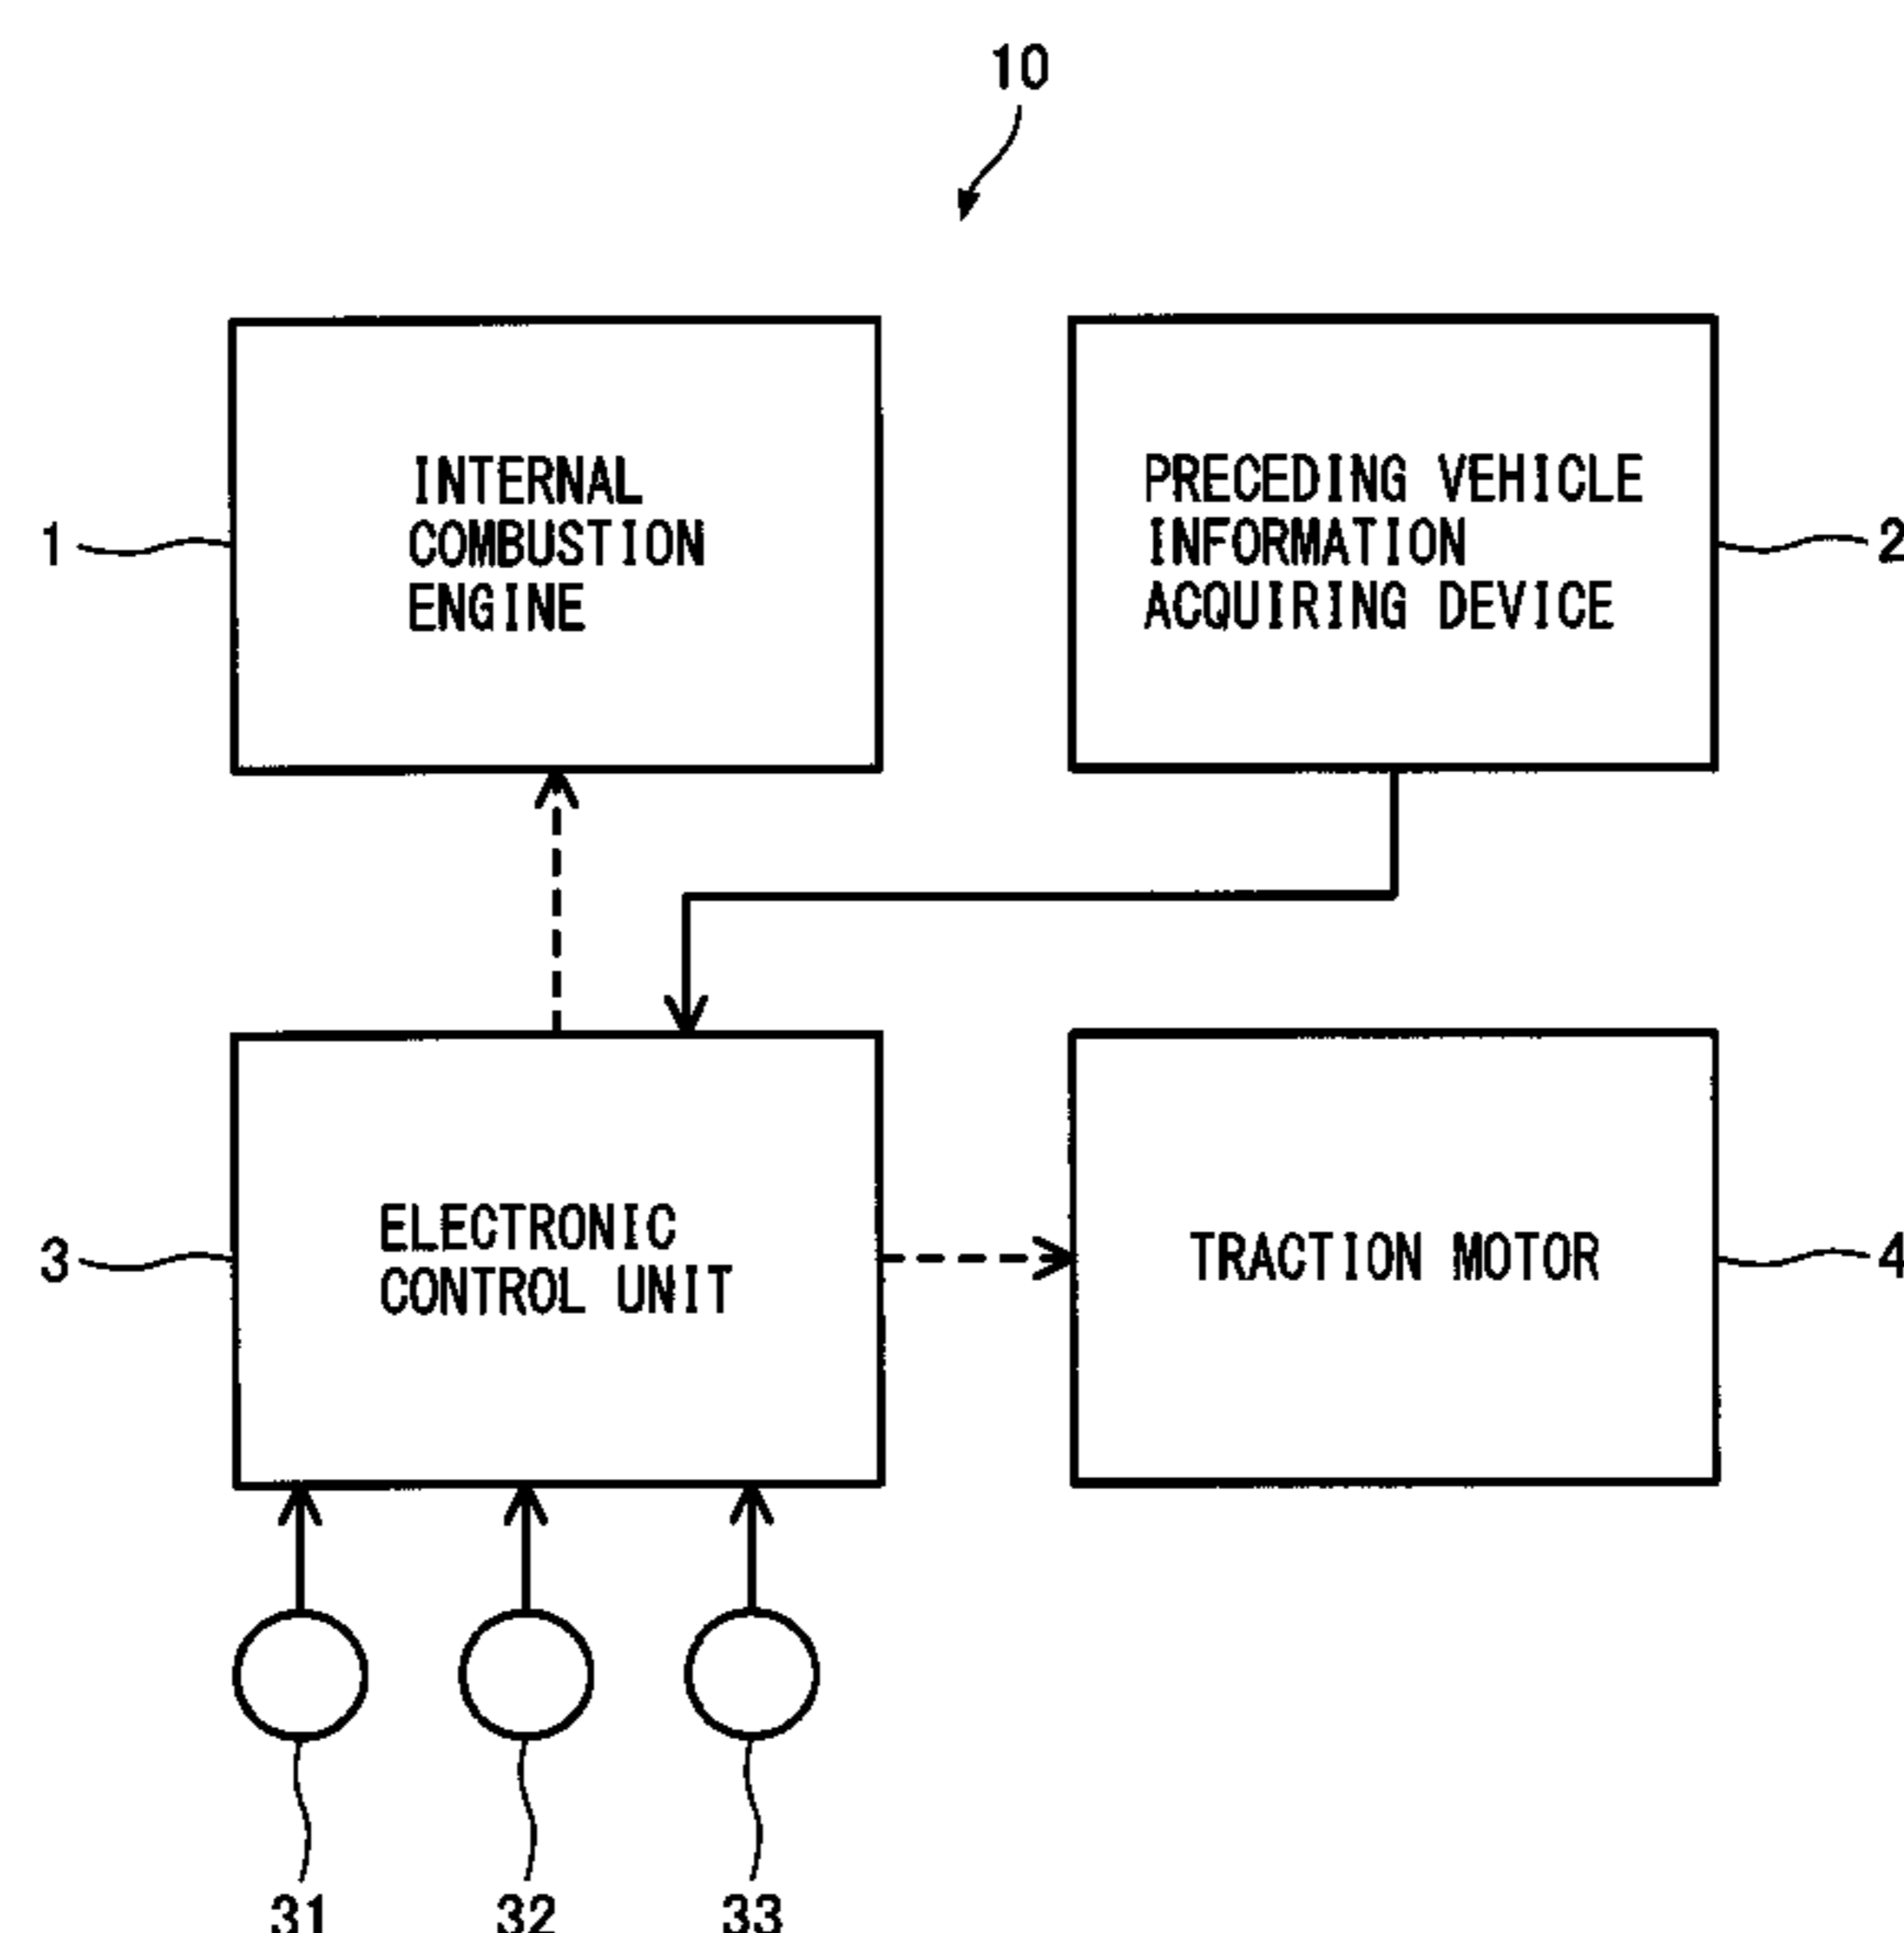 10
INTERNAL
COMBUSTION
ENGINE
1
PRECEDING VEHICLE
INFORMATION
ACQUIRING DEVICE
2
ELECTRONIC
CONTROL UNIT
3
TRACTION MOTOR
4
31
32
33